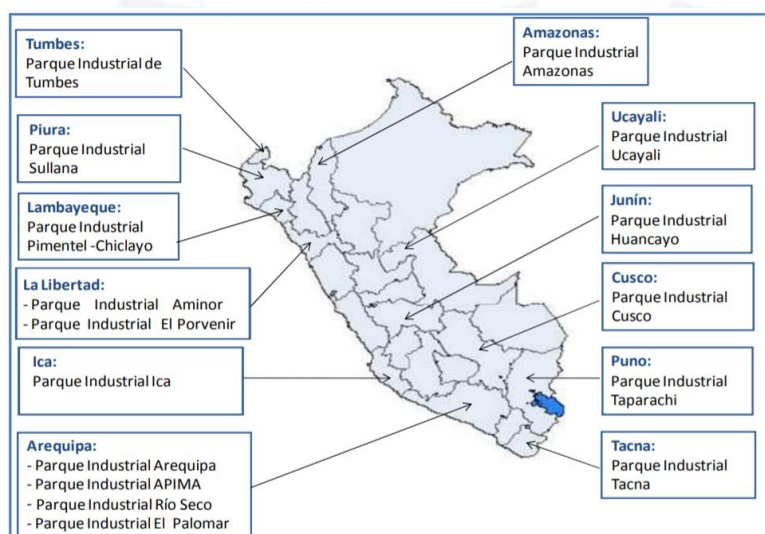 Tumbes:
Parque Industrial de
Tumbes
Piura:
Parque Industrial
Sullana
Lambayeque:
Parque Industrial
Pimentel -Chiclayo
La Libertad:
- Parque Industrial Aminor
- Parque Industrial El Porvenir
Ica:
Parque Industrial Ica
Arequipa:
- Parque Industrial Arequipa
- Parque Industrial APIMA
- Parque Industrial Río Seco
- Parque Industrial El Palomar
Amazonas:
Parque Industrial
Amazonas
Ucayali:
Parque Industrial
Ucayali
Junín:
Parque Industrial
Huancayo
Cusco:
Parque Industrial
Cusco
Puno:
Parque Industrial
Taparachi
Tacna:
Parque Industrial
Tacna